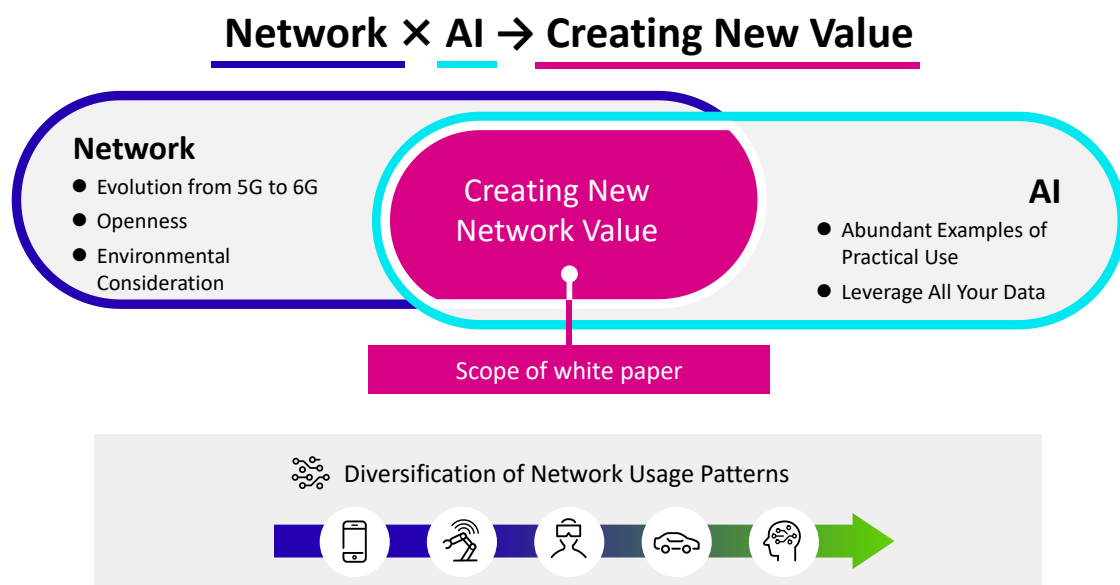 Network × AI → Creating New Value
Network
● Evolution from 5G to 6G
● Openness
● Environmental
Consideration
Creating New
Network Value
AI
● Abundant Examples of
Practical Use
● Leverage All Your Data
Scope of white paper
Diversification of Network Usage Patterns